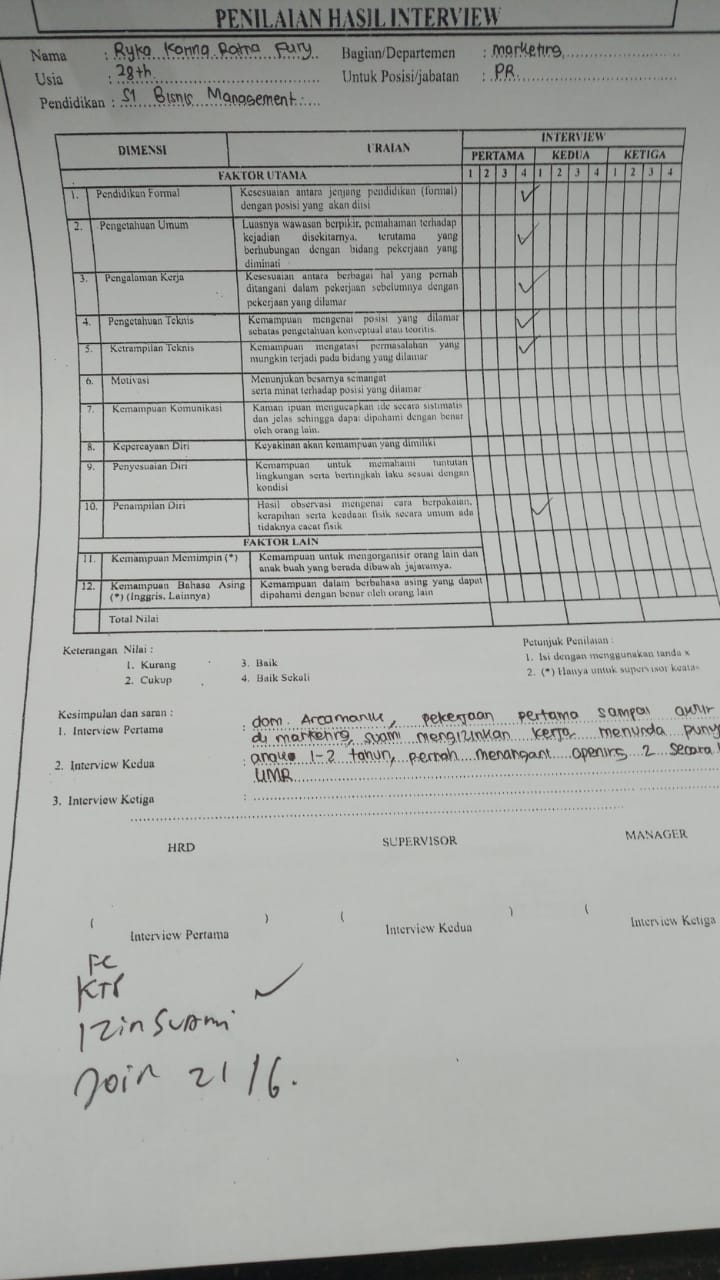 PENILAIAN HASIL INTERVIEW
Nama : Ryka Karina Ratna Fury Bagian/Departemen : marketing
Usia : 28th Untuk Posisi/jabatan : PR
Pendidikan : S1 Bisnis Management
DIMENSI URAIAN INTERVIEW
PERTAMA KEDUA KETIGA
FAKTOR UTAMA 1 2 3 4 1 2 3 4 1 2 3 4
1. Pendidikan Formal Kesesuaian antara jenjang pendidikan (formal)
dengan posisi yang akan diisi ✓
2. Pengetahuan Umum Luasnya wawasan berpikir, pemahaman terhadap
kejadian disekitarnya, terutama yang
berhubungan dengan bidang pekerjaan yang
diminati ✓
3. Pengalaman Kerja Kesesuaian antara berbagai hal yang pernah
ditangani dalam pekerjaan sebelumnya dengan
pekerjaan yang dilamar ✓
4. Pengetahuan Teknis Kemampuan mengenai posisi yang dilamar
sebatas pengetahuan konseptual atau teoritis. ✓
5. Ketrampilan Teknis Kemampuan mengatasi permasalahan yang
mungkin terjadi pada bidang yang dilamar ✓
6. Motivasi Menunjukan besarnya semangat
serta minat terhadap posisi yang dilamar
7. Kemampuan Komunikasi Kamam ipuan mengucapkan ide secara sistimatis
dan jelas sehingga dapat dipahami dengan benar
oleh orang lain.
8. Kepercayaan Diri Keyakinan akan kemampuan yang dimiliki
9. Penyesuaian Diri Kemampuan untuk memahami tuntutan
lingkungan serta bertingkah laku sesuai dengan
kondisi
10. Penampilan Diri Hasil observasi mengenai cara berpakaian,
kerapihan serta keadaan fisik secara umum ada
tidaknya cacat fisik ✓
FAKTOR LAIN
11. Kemampuan Memimpin (*) Kemampuan untuk mengorganisir orang lain dan
anak buah yang berada dibawah jajarannya.
12. Kemampuan Bahasa Asing Kemampuan dalam berbahasa asing yang dapat
(*) (Inggris, Lainnya) dipahami dengan benar oleh orang lain
Total Nilai
Keterangan Nilai : Petunjuk Penilaian :
1. Kurang 3. Baik 1. Isi dengan menggunakan tanda x
2. Cukup 4. Baik Sekali 2. (*) Hanya untuk supervisor keatas
Kesimpulan dan saran :
1. Interview Pertama : dom. Arcamanik, pekerjaan pertama sampai akhir
di marketing, suami mengizinkan kerja, menunda puny
2. Interview Kedua : anak 1-2 tahun, pernah menangani opening 2 secara
UMR
3. Interview Ketiga :
HRD SUPERVISOR MANAGER
( ) ( ) (
Interview Pertama Interview Kedua Interview Ketiga
FC
KTP ✓
Izin Suami
Join 21/6.